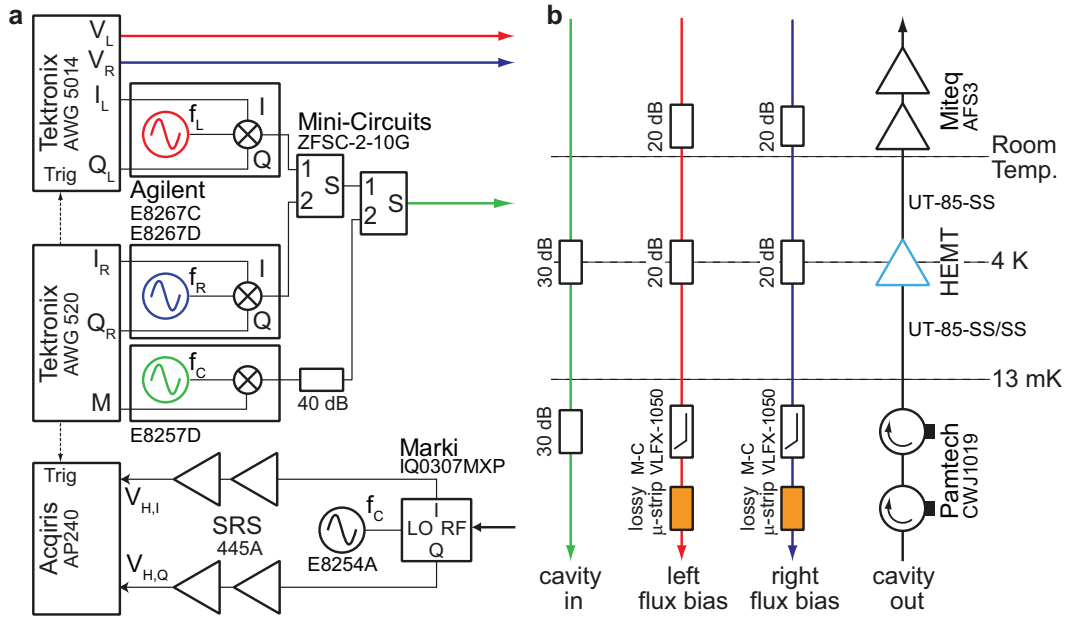 a
Tektronix
AWG 5014
Trig
V_L
V_R
I_L
Q_L
f_L
I
Q
Agilent
E8267C
E8267D
Mini-Circuits
ZFSC-2-10G
1
2
S
1
2
S
Tektronix
AWG 520
I_R
Q_R
M
f_R
I
Q
f_C
40 dB
E8257D
Acqiris
AP240
Trig
V_H,I
V_H,Q
SRS
445A
Marki
IQ0307MXP
f_C
E8254A
I
LO RF
Q
b
20 dB
20 dB
Miteq
AFS3
Room
Temp.
UT-85-SS
30 dB
20 dB
20 dB
HEMT
4 K
UT-85-SS/SS
13 mK
30 dB
M-C
VLFX-1050
M-C
VLFX-1050
lossy
μ-strip
lossy
μ-strip
Pamtech
CWJ1019
cavity
in
left
flux bias
right
flux bias
cavity
out